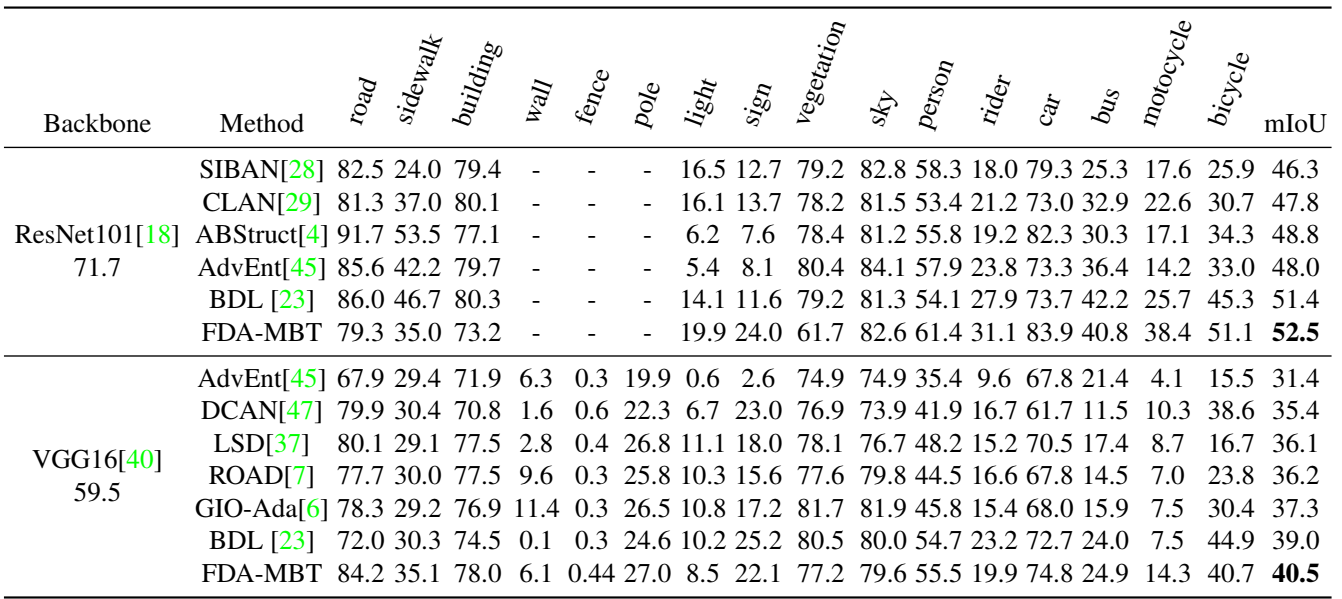 Backbone Method road sidewalk building wall fence pole light sign vegetation sky person rider car bus motocycle bicycle mIoU
SIBAN[28] 82.5 24.0 79.4 - - - 16.5 12.7 79.2 82.8 58.3 18.0 79.3 25.3 17.6 25.9 46.3
CLAN[29] 81.3 37.0 80.1 - - - 16.1 13.7 78.2 81.5 53.4 21.2 73.0 32.9 22.6 30.7 47.8
ResNet101[18] ABStruct[4] 91.7 53.5 77.1 - - - 6.2 7.6 78.4 81.2 55.8 19.2 82.3 30.3 17.1 34.3 48.8
71.7 AdvEnt[45] 85.6 42.2 79.7 - - - 5.4 8.1 80.4 84.1 57.9 23.8 73.3 36.4 14.2 33.0 48.0
BDL [23] 86.0 46.7 80.3 - - - 14.1 11.6 79.2 81.3 54.1 27.9 73.7 42.2 25.7 45.3 51.4
FDA-MBT 79.3 35.0 73.2 - - - 19.9 24.0 61.7 82.6 61.4 31.1 83.9 40.8 38.4 51.1 52.5
AdvEnt[45] 67.9 29.4 71.9 6.3 0.3 19.9 0.6 2.6 74.9 74.9 35.4 9.6 67.8 21.4 4.1 15.5 31.4
DCAN[47] 79.9 30.4 70.8 1.6 0.6 22.3 6.7 23.0 76.9 73.9 41.9 16.7 61.7 11.5 10.3 38.6 35.4
LSD[37] 80.1 29.1 77.5 2.8 0.4 26.8 11.1 18.0 78.1 76.7 48.2 15.2 70.5 17.4 8.7 16.7 36.1
VGG16[40]
ROAD[7] 77.7 30.0 77.5 9.6 0.3 25.8 10.3 15.6 77.6 79.8 44.5 16.6 67.8 14.5 7.0 23.8 36.2
59.5
GIO-Ada[6] 78.3 29.2 76.9 11.4 0.3 26.5 10.8 17.2 81.7 81.9 45.8 15.4 68.0 15.9 7.5 30.4 37.3
BDL [23] 72.0 30.3 74.5 0.1 0.3 24.6 10.2 25.2 80.5 80.0 54.7 23.2 72.7 24.0 7.5 44.9 39.0
FDA-MBT 84.2 35.1 78.0 6.1 0.44 27.0 8.5 22.1 77.2 79.6 55.5 19.9 74.8 24.9 14.3 40.7 40.5